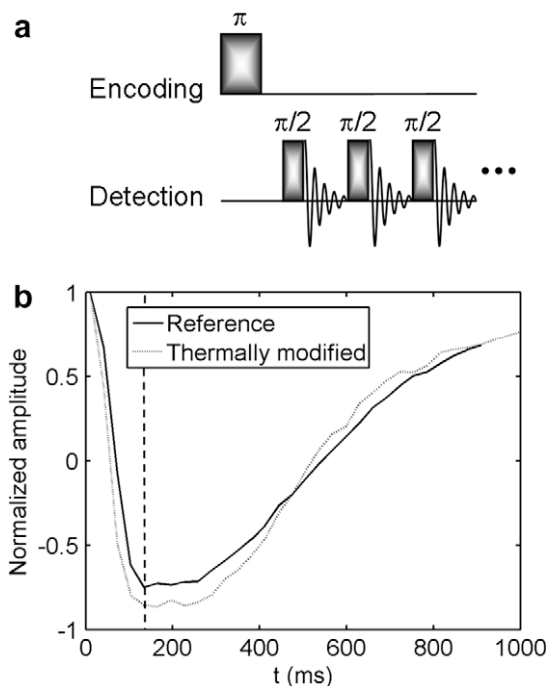 a
π
Encoding
π/2 π/2 π/2
Detection
•••
b
1
0.5
0
-0.5
-1
Normalized amplitude
Reference
Thermally modified
0 200 400 600 800 1000
t (ms)